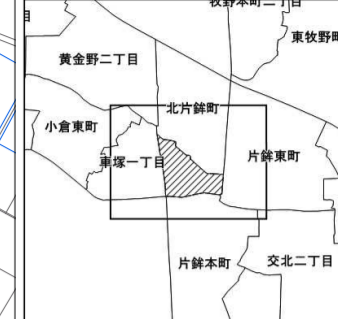 牧野本町二丁目
目
東牧野町
黄金野二丁目
北片鉾町
小倉東町
車塚一丁目
片鉾東町
片鉾本町
交北二丁目